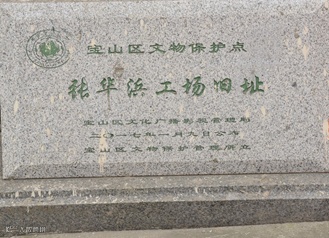 宝山区文物保护点
张华浜工场旧址
宝山区文化广播影视管理局
二〇一七年一月九日公布
宝山区文物保护管理所立